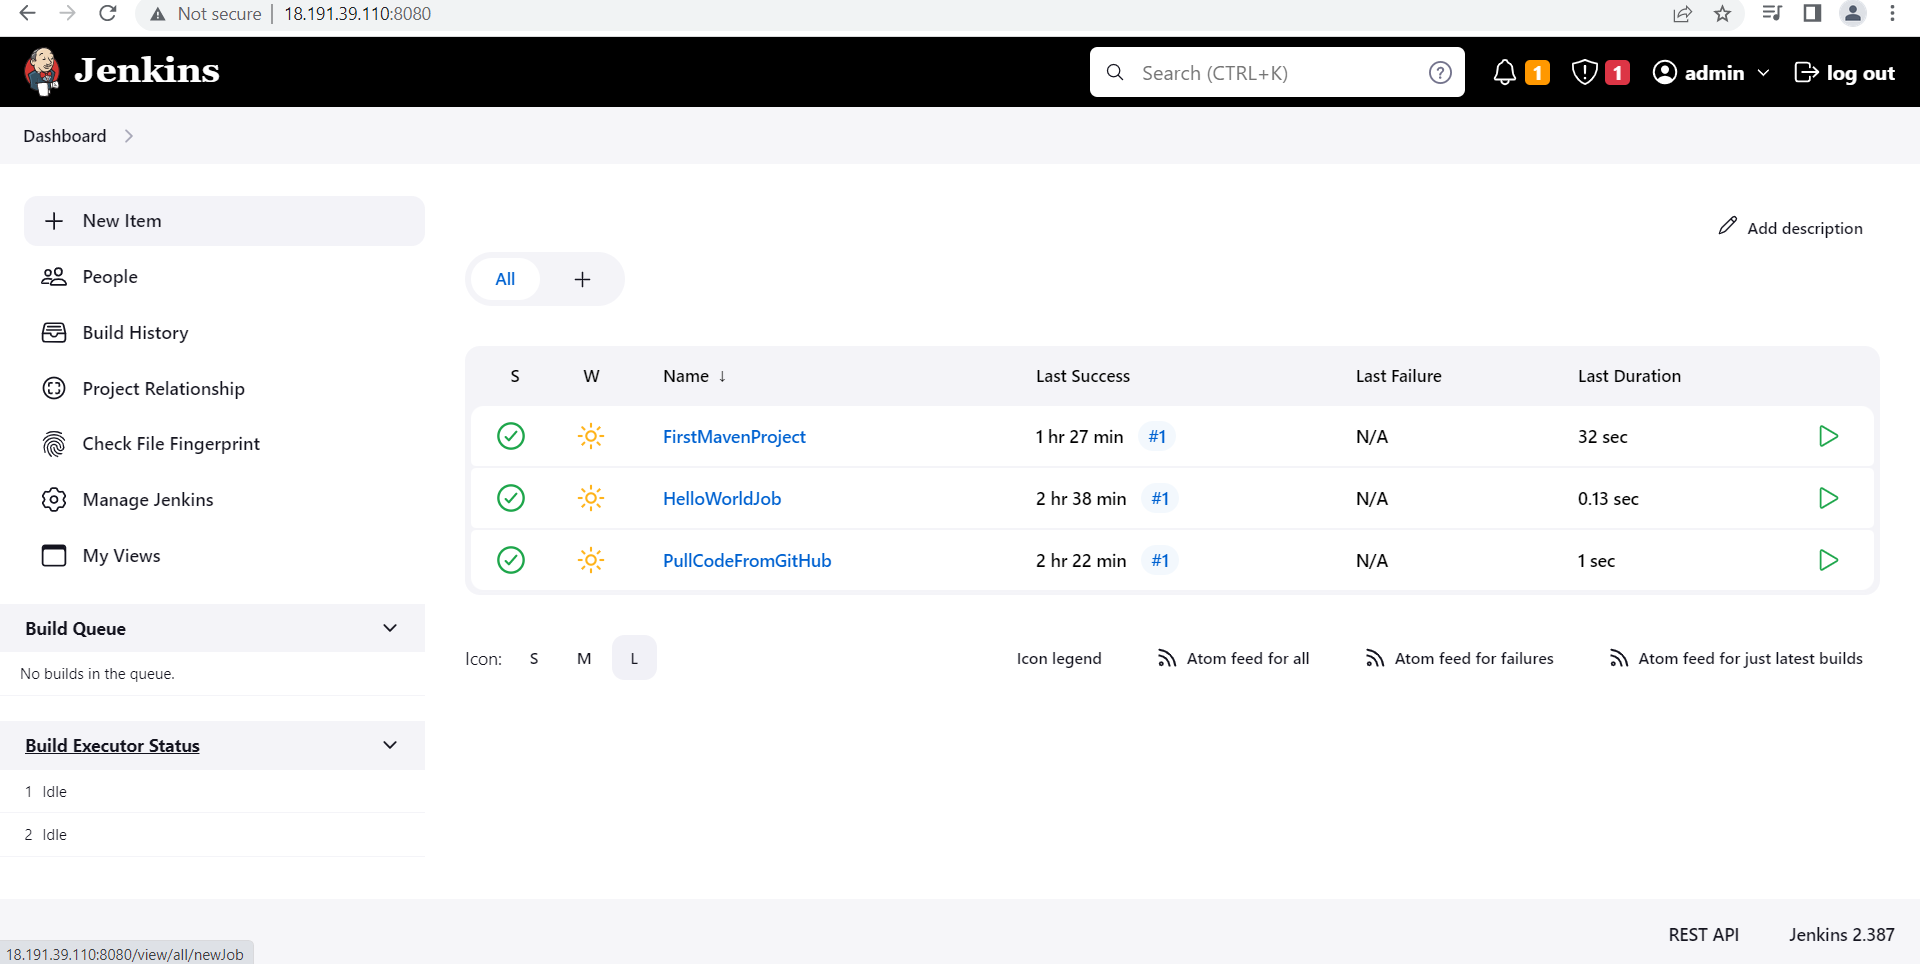 Not secure | 18.191.39.110:8080
Jenkins
Search (CTRL+K)
1
1
admin
log out
Dashboard
New Item
People
Build History
Project Relationship
Check File Fingerprint
Manage Jenkins
My Views
Build Queue
No builds in the queue.
Build Executor Status
1 Idle
2 Idle
Add description
All +
S W Name ↓ Last Success Last Failure Last Duration
FirstMavenProject 1 hr 27 min #1 N/A 32 sec
HelloWorldJob 2 hr 38 min #1 N/A 0.13 sec
PullCodeFromGitHub 2 hr 22 min #1 N/A 1 sec
Icon: S M L
Icon legend
Atom feed for all
Atom feed for failures
Atom feed for just latest builds
REST API
Jenkins 2.387
18.191.39.110:8080/view/all/newJob